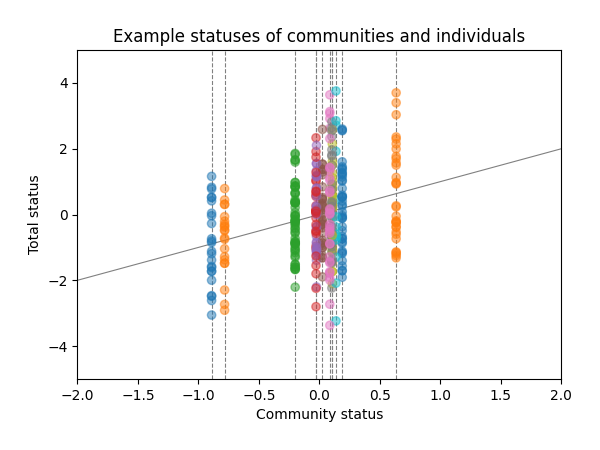 Example statuses of communities and individuals
Total status
4
2
0
−2
−4
−2.0 −1.5 −1.0 −0.5 0.0 0.5 1.0 1.5 2.0
Community status